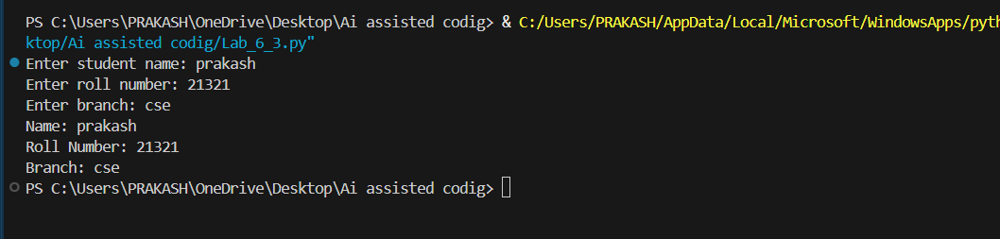 PS C:\Users\PRAKASH\OneDrive\Desktop\Ai assisted codig> & C:/Users/PRAKASH/AppData/Local/Microsoft/WindowsApps/pyth
ktop/Ai assisted codig/Lab_6_3.py"
Enter student name: prakash
Enter roll number: 21321
Enter branch: cse
Name: prakash
Roll Number: 21321
Branch: cse
PS C:\Users\PRAKASH\OneDrive\Desktop\Ai assisted codig>